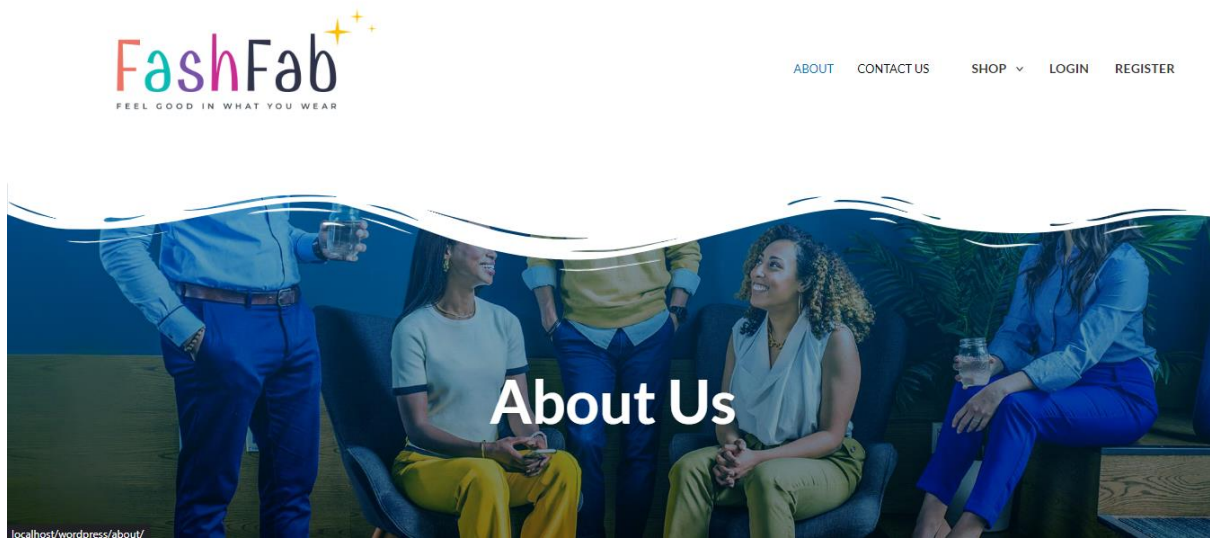 FashFab
FEEL GOOD IN WHAT YOU WEAR
ABOUT CONTACT US SHOP LOGIN REGISTER
About Us
localhost/wordpress/about/